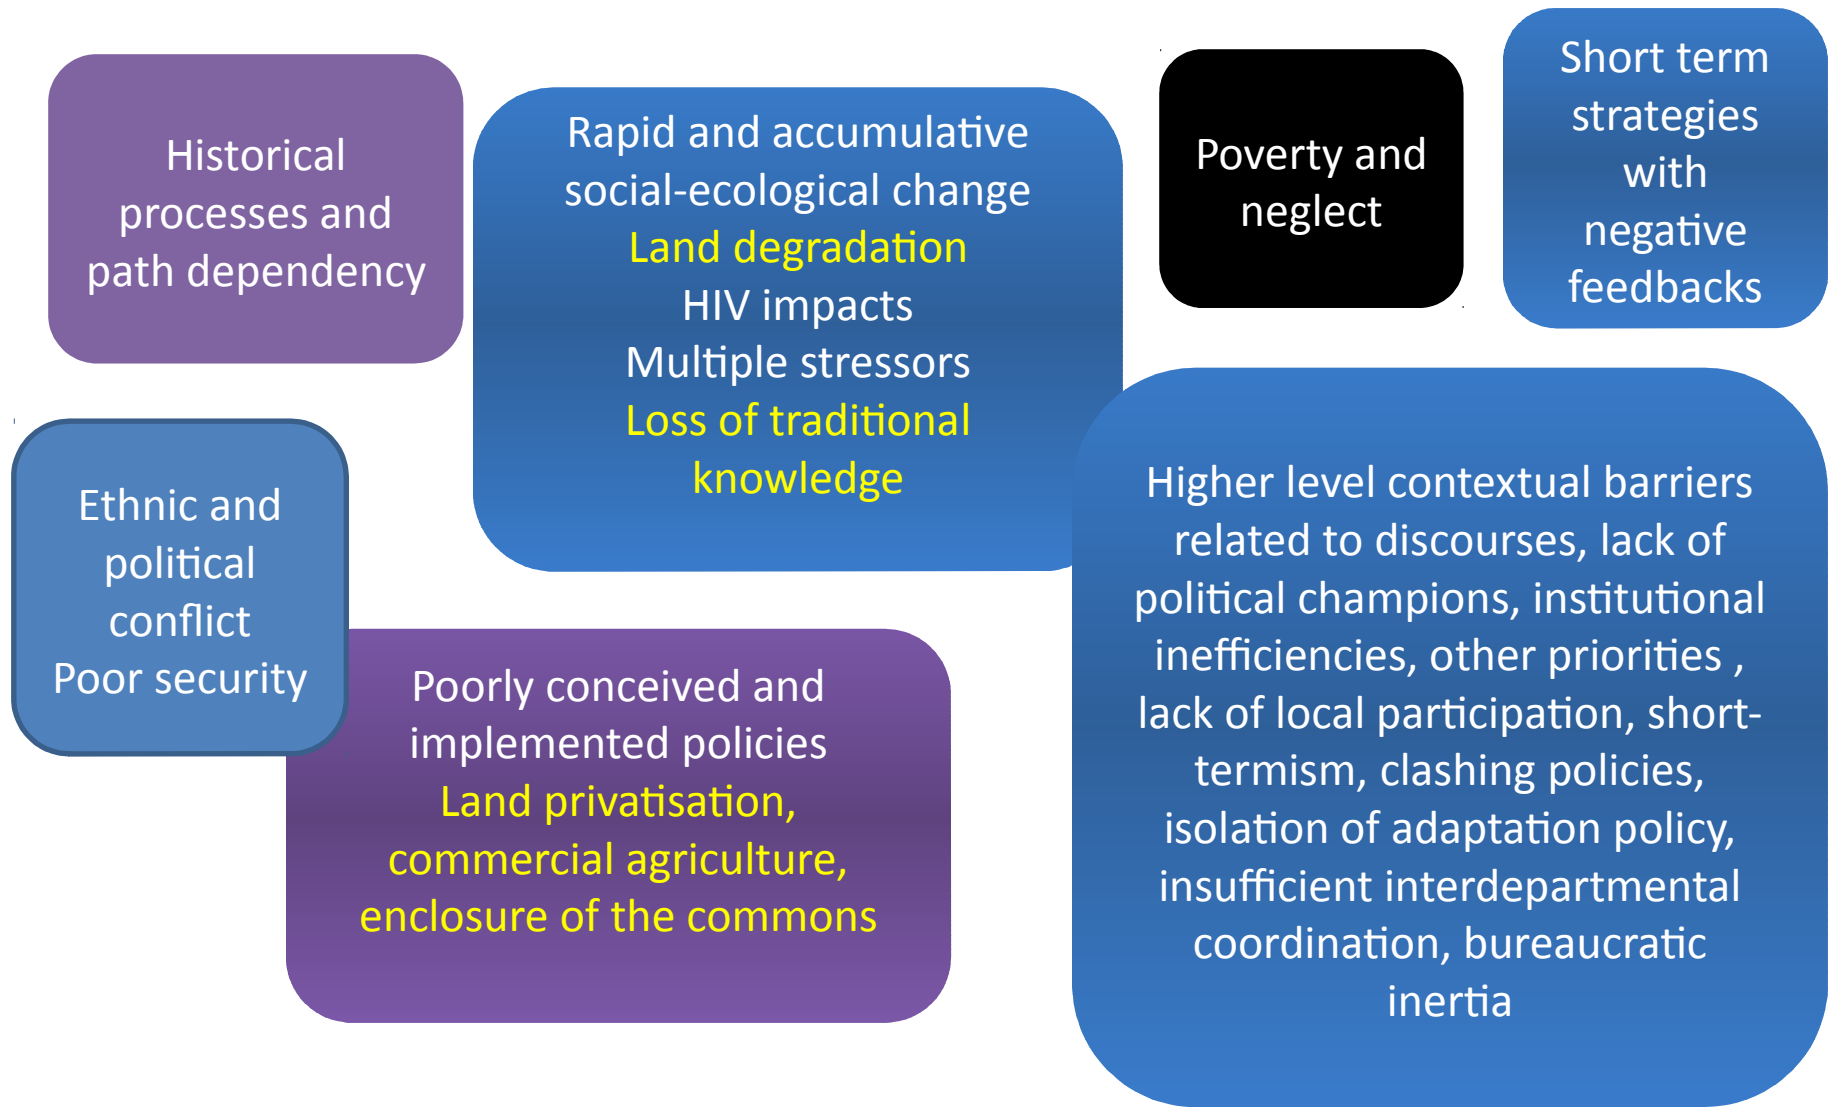 Historical
processes and
path dependency
Rapid and accumulative
social-ecological change
Land degradation
HIV impacts
Multiple stressors
Loss of traditional
knowledge
Poverty and
neglect
Short term
strategies
with
negative
feedbacks
Ethnic and
political
conflict
Poor security
Poorly conceived and
implemented policies
Land privatisation,
commercial agriculture,
enclosure of the commons
Higher level contextual barriers
related to discourses, lack of
political champions, institutional
inefficiencies, other priorities ,
lack of local participation, short-
termism, clashing policies,
isolation of adaptation policy,
insufficient interdepartmental
coordination, bureaucratic
inertia